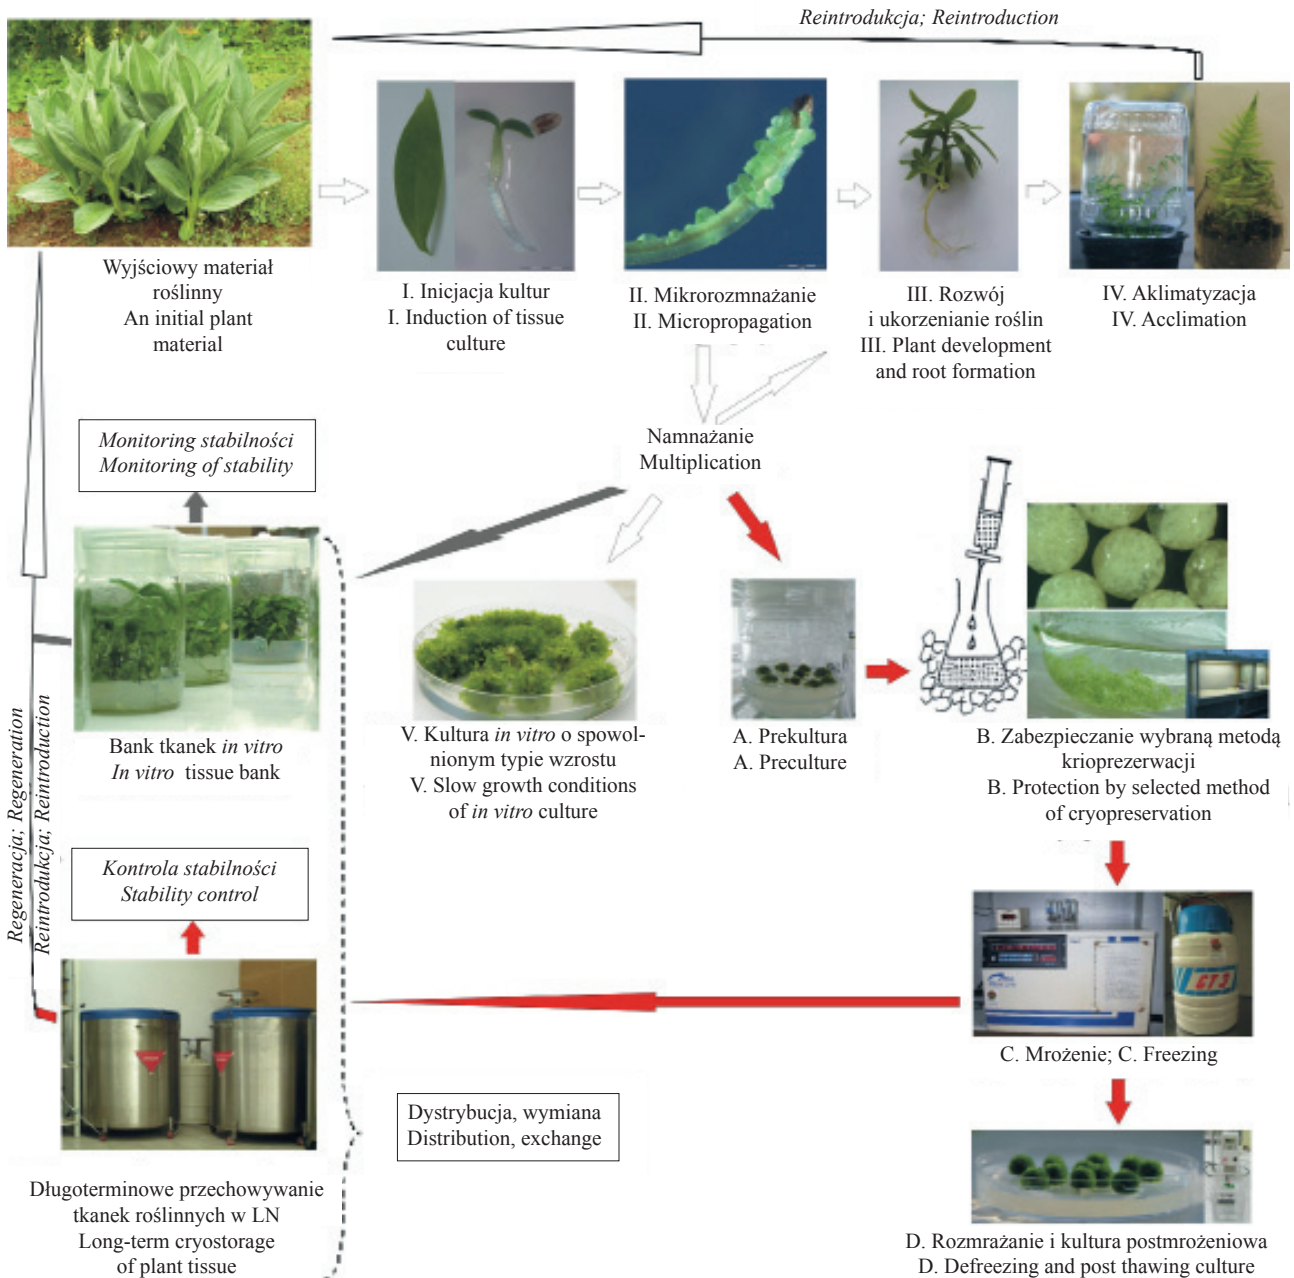 Reintrodukcja; Reintroduction
Wyjściowy materiał
roślinny
An initial plant
material
I. Inicjacja kultur
I. Induction of tissue
culture
II. Mikrorozmnażanie
II. Micropropagation
III. Rozwój
i ukorzenianie roślin
III. Plant development
and root formation
IV. Aklimatyzacja
IV. Acclimation
Namnażanie
Multiplication
Monitoring stabilności
Monitoring of stability
Bank tkanek in vitro
In vitro tissue bank
V. Kultura in vitro o spowol-
nionym typie wzrostu
V. Slow growth conditions
of in vitro culture
A. Prekultura
A. Preculture
B. Zabezpieczanie wybraną metodą
krioprezerwacji
B. Protection by selected method
of cryopreservation
Regeneracja; Regeneration
Reintrodukcja; Reintroduction
Kontrola stabilności
Stability control
CT3
C. Mrożenie; C. Freezing
Dystrybucja, wymiana
Distribution, exchange
Długoterminowe przechowywanie
tkanek roślinnych w LN
Long-term cryostorage
of plant tissue
D. Rozmrażanie i kultura postmrożeniowa
D. Defreezing and post thawing culture